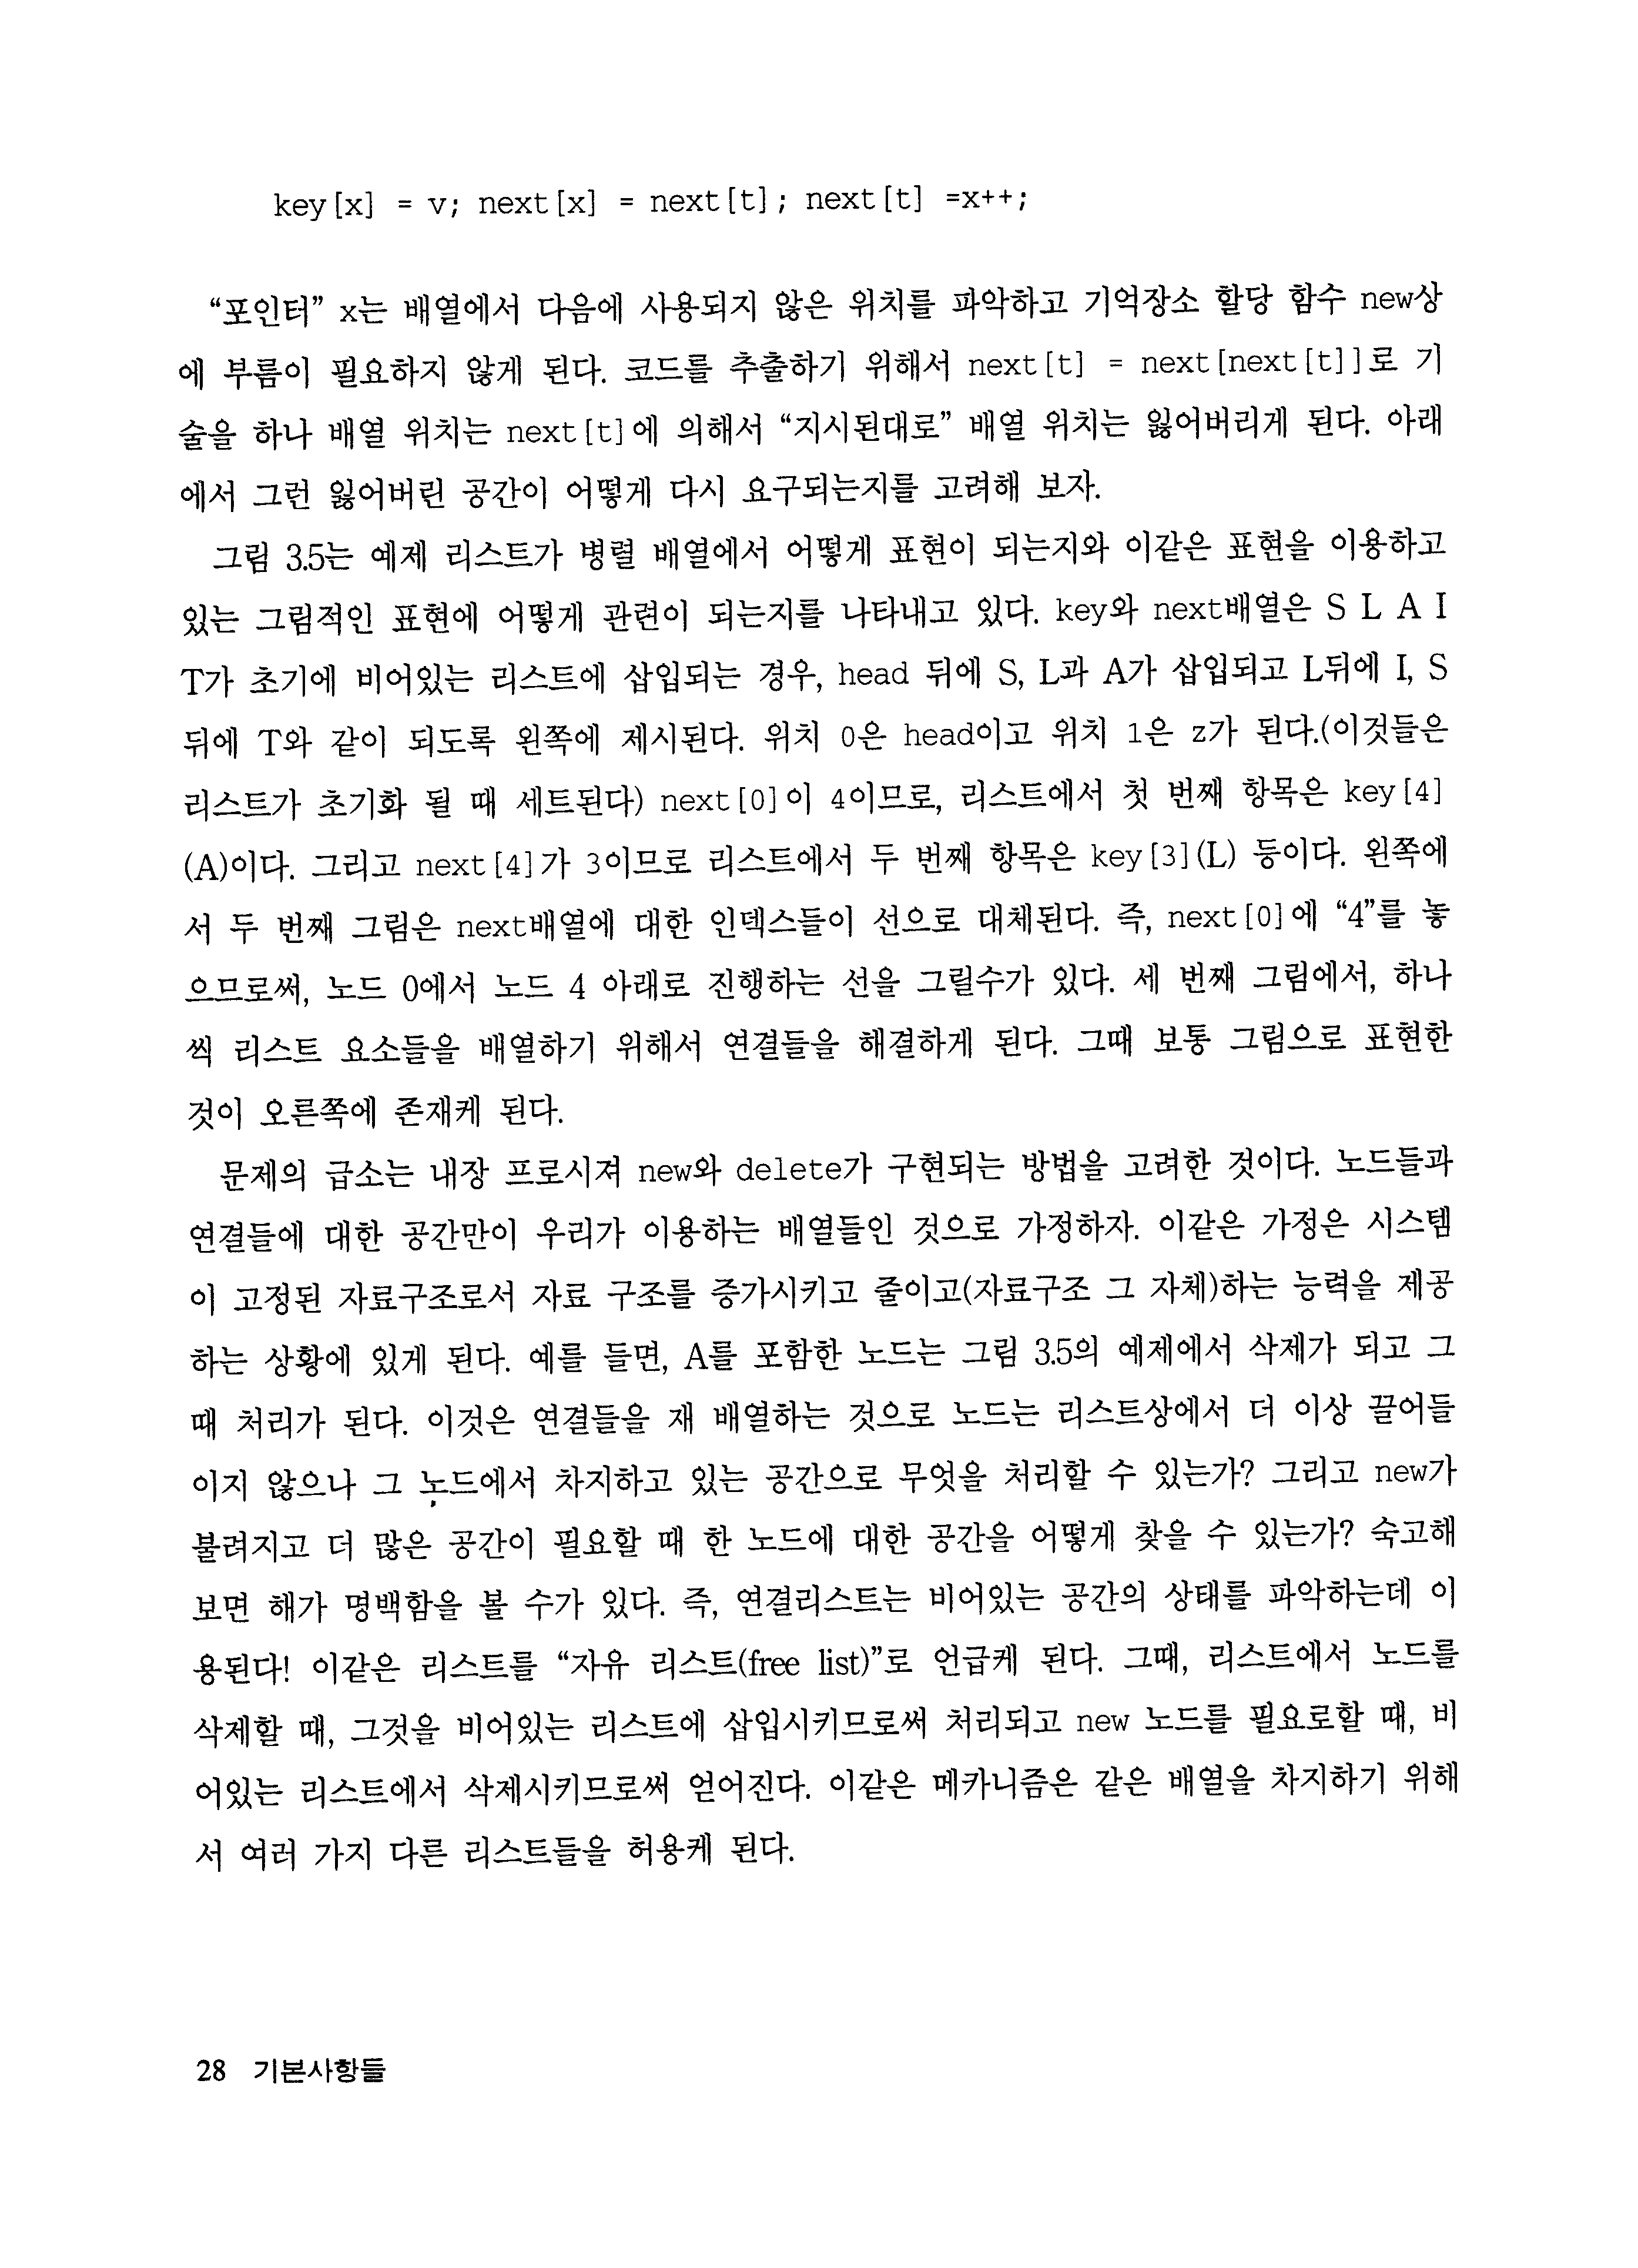 key[x] = v; next[x] = next[t]; next[t] =x++;
“포인터” x는 배열에서 다음에 사용되지 않은 위치를 파악하고 기억장소 할당 함수 new상
에 부름이 필요하지 않게 된다. 코드를 추출하기 위해서 next[t] = next[next[t]]로 기
술을 하나 배열 위치는 next[t]에 의해서 “지시된대로” 배열 위치는 잃어버리게 된다. 아래
에서 그런 잃어버린 공간이 어떻게 다시 요구되는지를 고려해 보자.
그림 3.5는 예제 리스트가 병렬 배열에서 어떻게 표현이 되는지와 이같은 표현을 이용하고
있는 그림적인 표현에 어떻게 관련이 되는지를 나타내고 있다. key와 next배열은 S L A I
T가 초기에 비어있는 리스트에 삽입되는 경우, head 뒤에 S, L과 A가 삽입되고 L뒤에 I, S
뒤에 T와 같이 되도록 왼쪽에 제시된다. 위치 0은 head이고 위치 1은 z가 된다.(이것들은
리스트가 초기화 될 때 세트된다) next[0]이 4이므로, 리스트에서 첫 번째 항목은 key[4]
(A)이다. 그리고 next[4]가 3이므로 리스트에서 두 번째 항목은 key[3](L) 등이다. 왼쪽에
서 두 번째 그림은 next배열에 대한 인덱스들이 선으로 대체된다. 즉, next[0]에 “4”를 놓
으므로써, 노드 0에서 노드 4 아래로 진행하는 선을 그릴수가 있다. 세 번째 그림에서, 하나
씩 리스트 요소들을 배열하기 위해서 연결들을 해결하게 된다. 그때 보통 그림으로 표현한
것이 오른쪽에 존재케 된다.
문제의 급소는 내장 프로시져 new와 delete가 구현되는 방법을 고려한 것이다. 노드들과
연결들에 대한 공간만이 우리가 이용하는 배열들인 것으로 가정하자. 이같은 가정은 시스템
이 고정된 자료구조로서 자료 구조를 증가시키고 줄이고(자료구조 그 자체)하는 능력을 제공
하는 상황에 있게 된다. 예를 들면, A를 포함한 노드는 그림 3.5의 예제에서 삭제가 되고 그
때 처리가 된다. 이것은 연결들을 재 배열하는 것으로 노드는 리스트상에서 더 이상 끌어들
이지 않으나 그 노드에서 차지하고 있는 공간으로 무엇을 처리할 수 있는가? 그리고 new가
불려지고 더 많은 공간이 필요할 때 한 노드에 대한 공간을 어떻게 찾을 수 있는가? 숙고해
보면 해가 명백함을 볼 수가 있다. 즉, 연결리스트는 비어있는 공간의 상태를 파악하는데 이
용된다! 이같은 리스트를 “자유 리스트(free list)”로 언급케 된다. 그때, 리스트에서 노드를
삭제할 때, 그것을 비어있는 리스트에 삽입시키므로써 처리되고 new 노드를 필요로할 때, 비
어있는 리스트에서 삭제시키므로써 얻어진다. 이같은 메카니즘은 같은 배열을 차지하기 위해
서 여러 가지 다른 리스트들을 허용케 된다.
28 기본사항들